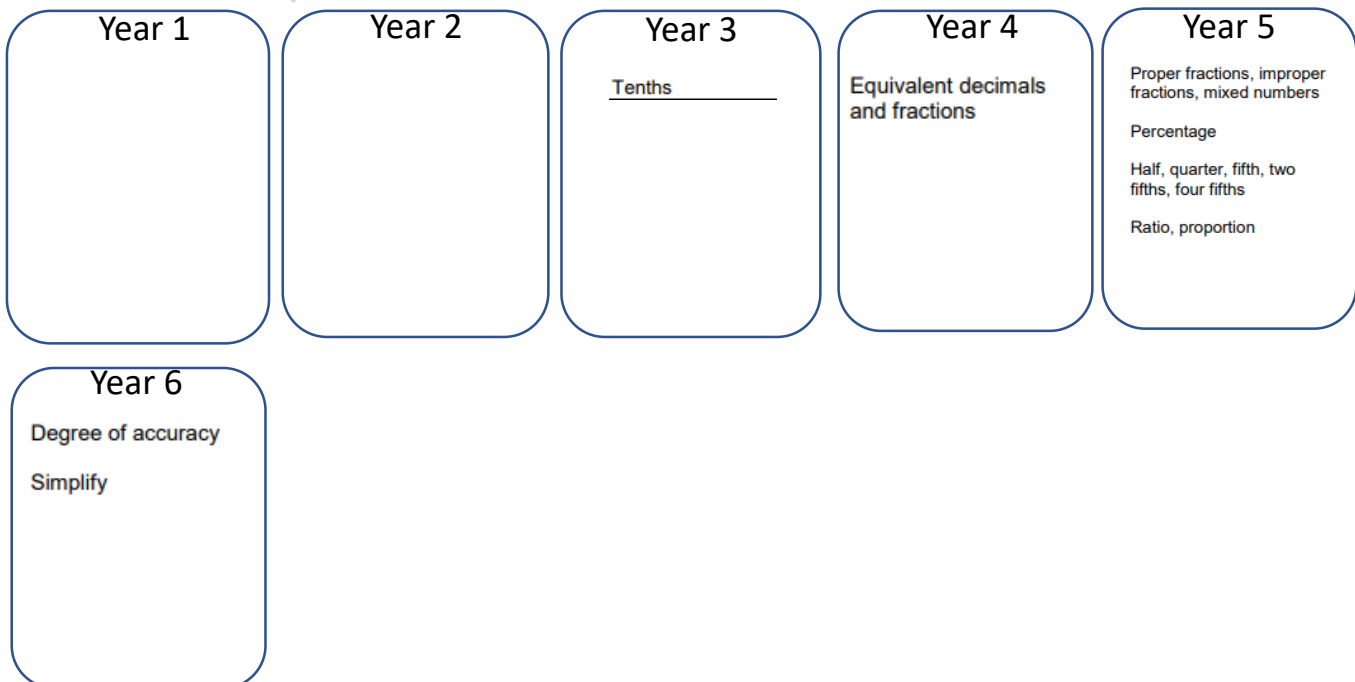 Year 1
Year 2
Year 3
Tenths
Year 4
Equivalent decimals
and fractions
Year 5
Proper fractions, improper
fractions, mixed numbers
Percentage
Half, quarter, fifth, two
fifths, four fifths
Ratio, proportion
Year 6
Degree of accuracy
Simplify